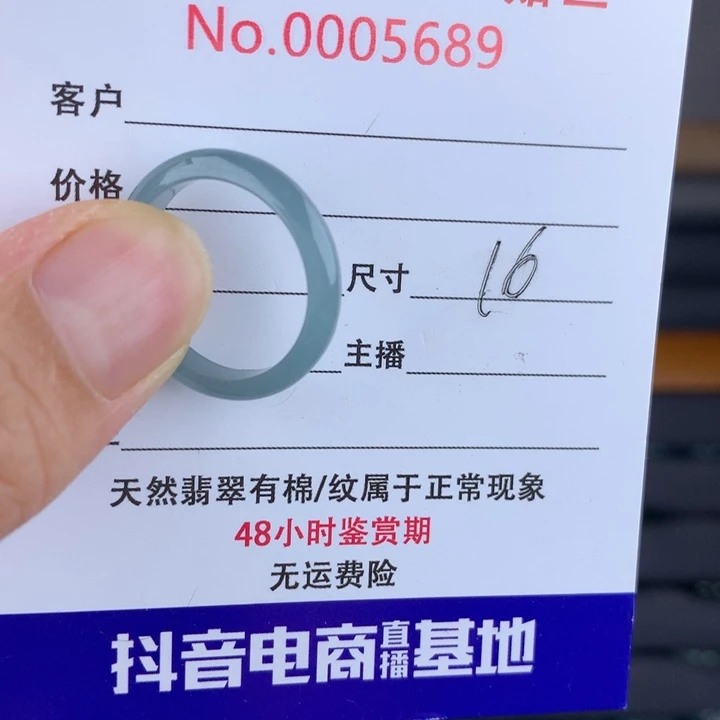 No.0005689
客户
价格
尺寸 16
主播
天然翡翠有棉/纹属于正常现象
48小时鉴赏期
无运费险
抖音电商直播基地